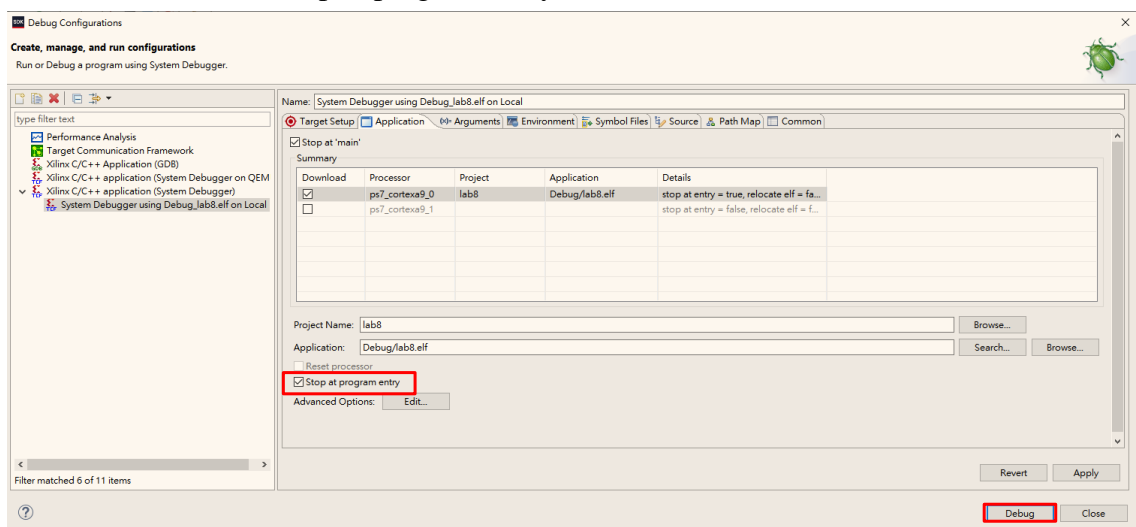 SDK Debug Configurations
Create, manage, and run configurations
Run or Debug a program using System Debugger.
type filter text
Performance Analysis
Target Communication Framework
Xilinx C/C++ Application (GDB)
Xilinx C/C++ application (System Debugger on QEM
Xilinx C/C++ application (System Debugger)
System Debugger using Debug_lab8.elf on Local
Filter matched 6 of 11 items
Name: System Debugger using Debug_lab8.elf on Local
Target Setup Application Arguments Environment Symbol Files Source Path Map Common
Stop at 'main'
Summary
Download Processor Project Application Details
ps7_cortexa9_0 lab8 Debug/lab8.elf stop at entry = true, relocate elf = fa...
ps7_cortexa9_1 stop at entry = false, relocate elf = f...
Project Name: lab8 Browse...
Application: Debug/lab8.elf Search... Browse...
Reset processor
Stop at program entry
Advanced Options: Edit...
Revert Apply
Debug Close